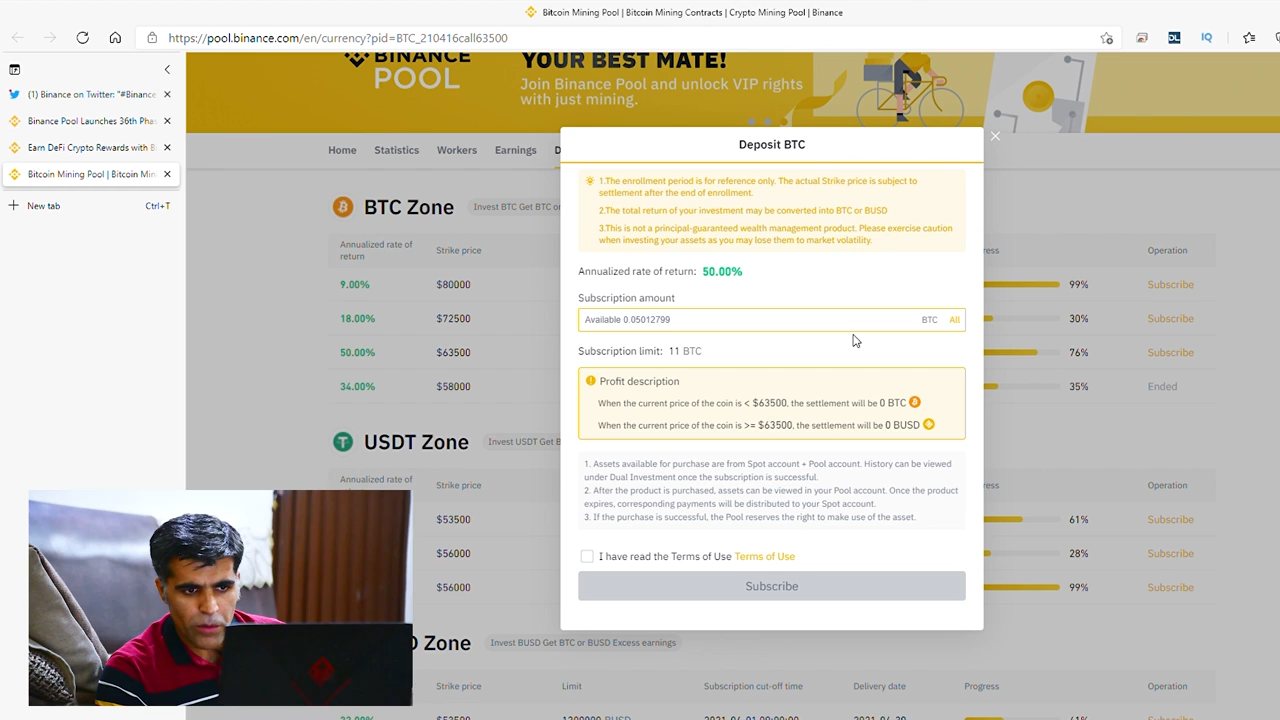 Bitcoin Mining Pool | Bitcoin Mining Contracts | Crypto Mining Pool | Binance
https://pool.binance.com/en/currency?pid=BTC_210416call63500
DL
IQ
(1) Binance on Twitter: "#Binance
Binance Pool Launches 36th Pha
Earn DeFi Crypto Rewards with B
Bitcoin Mining Pool | Bitcoin Min
New tab Ctrl+T
BINANCE
POOL
YOUR BEST MATE!
Join Binance Pool and unlock VIP rights
with just mining.
Home Statistics Workers Earnings D
BTC Zone
Invest BTC Get BTC or
Annualized rate of
return
Strike price
ress
Operation
9.00% $80000 99% Subscribe
18.00% $72500 30% Subscribe
50.00% $63500 76% Subscribe
34.00% $58000 35% Ended
USDT Zone
Invest USDT Get B
Annualized rate of
Strike price
ress
Operation
$53500 61% Subscribe
$56000 28% Subscribe
$56000 99% Subscribe
D Zone
Invest BUSD Get BTC or BUSD Excess earnings
Strike price Limit Subscription cut-off time Delivery date Progress Operation
Deposit BTC
1.The enrollment period is for reference only. The actual Strike price is subject to
settlement after the end of enrollment.
2.The total return of your investment may be converted into BTC or BUSD
3.This is not a principal-guaranteed wealth management product. Please exercise caution
when investing your assets as you may lose them to market volatility.
Annualized rate of return: 50.00%
Subscription amount
Available 0.05012799 BTC All
Subscription limit: 11 BTC
Profit description
When the current price of the coin is < $63500, the settlement will be 0 BTC
When the current price of the coin is >= $63500, the settlement will be 0 BUSD
1. Assets available for purchase are from Spot account + Pool account. History can be viewed
under Dual Investment once the subscription is successful.
2. After the product is purchased, assets can be viewed in your Pool account. Once the product
expires, corresponding payments will be distributed to your Spot account.
3. If the purchase is successful, the Pool reserves the right to make use of the asset.
I have read the Terms of Use Terms of Use
Subscribe